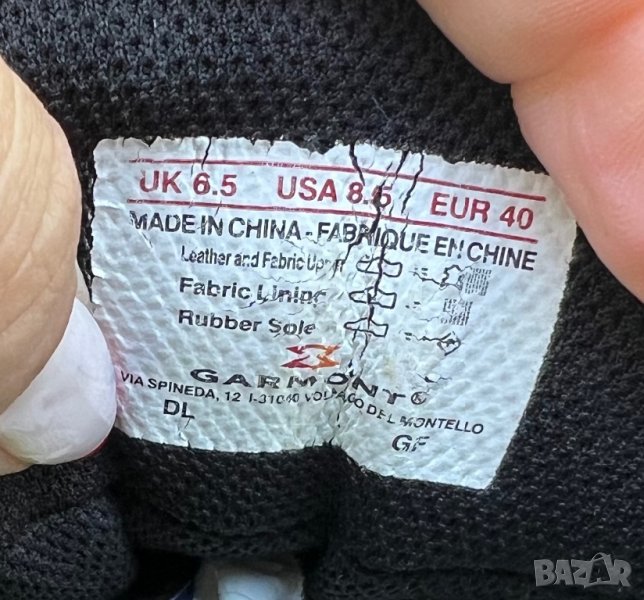 UK 6.5 USA 8.5 EUR 40
MADE IN CHINA - FABRIQUE EN CHINE
Leather and Fabric Upper
Fabric Lining
Rubber Sole
GARMONT®
VIA SPINEDA, 12 I-31040 VOLPAGO DEL MONTELLO
DL GF
BAZAR